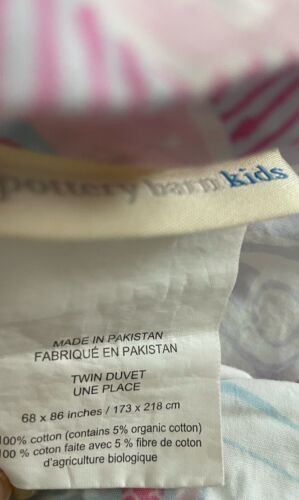 pottery barn kids
MADE IN PAKISTAN
FABRIQUÉ EN PAKISTAN
TWIN DUVET
UNE PLACE
68 x 86 inches / 173 x 218 cm
100% cotton (contains 5% organic cotton)
100 % coton faite avec 5 % fibre de coton
d'agriculture biologique